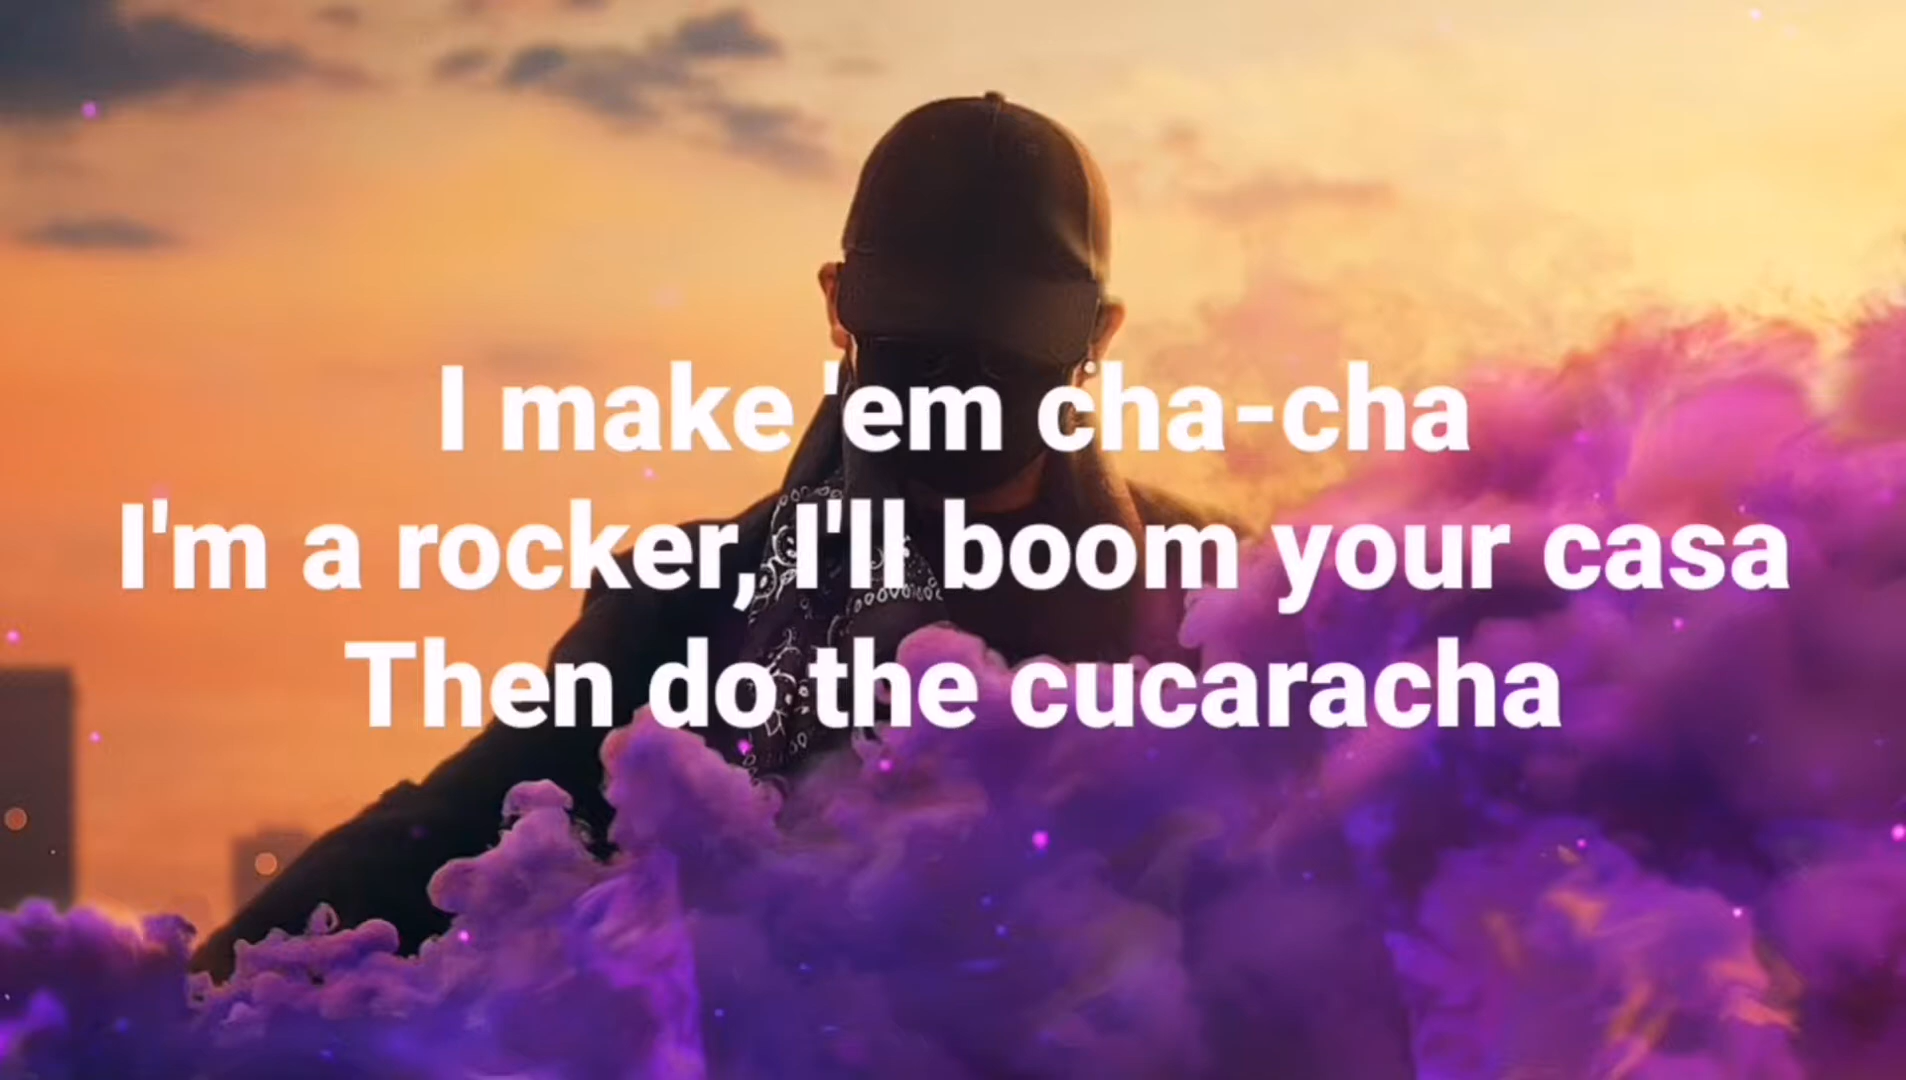 I make 'em cha-cha
I'm a rocker, I'll boom your casa
Then do the cucaracha